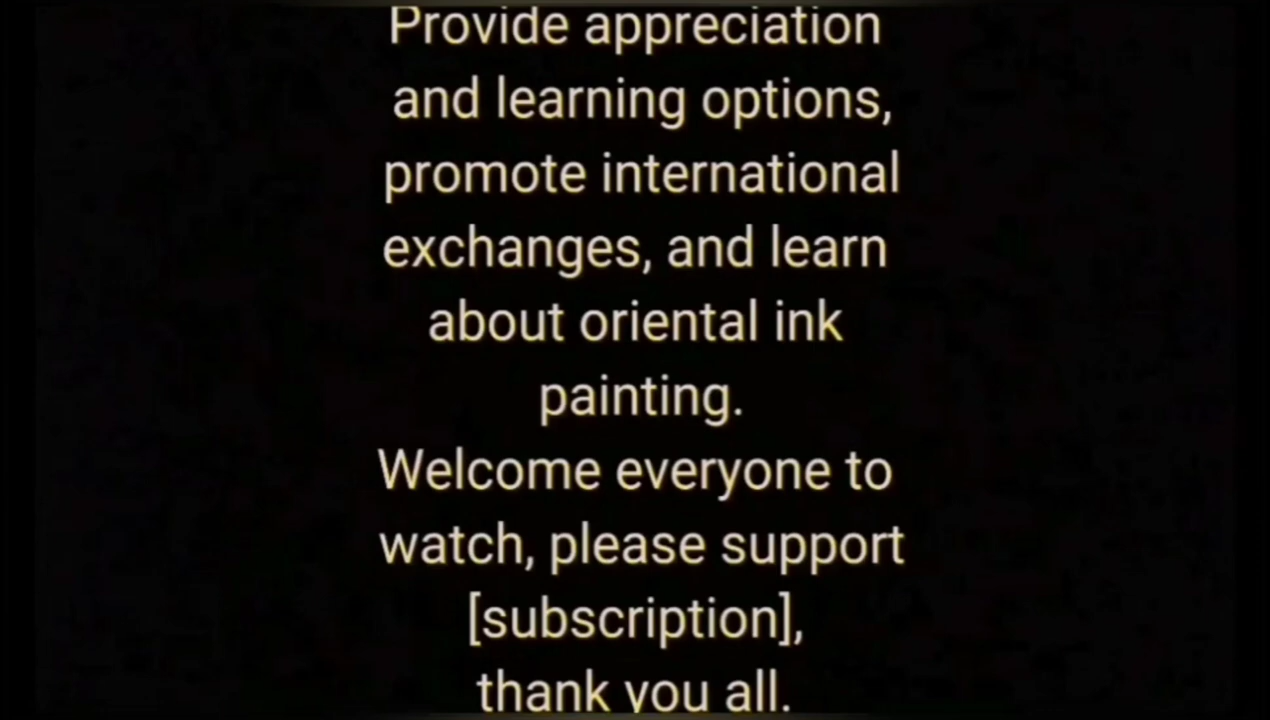 Provide appreciation
and learning options,
promote international
exchanges, and learn
about oriental ink
painting.
Welcome everyone to
watch, please support
[subscription],
thank you all.